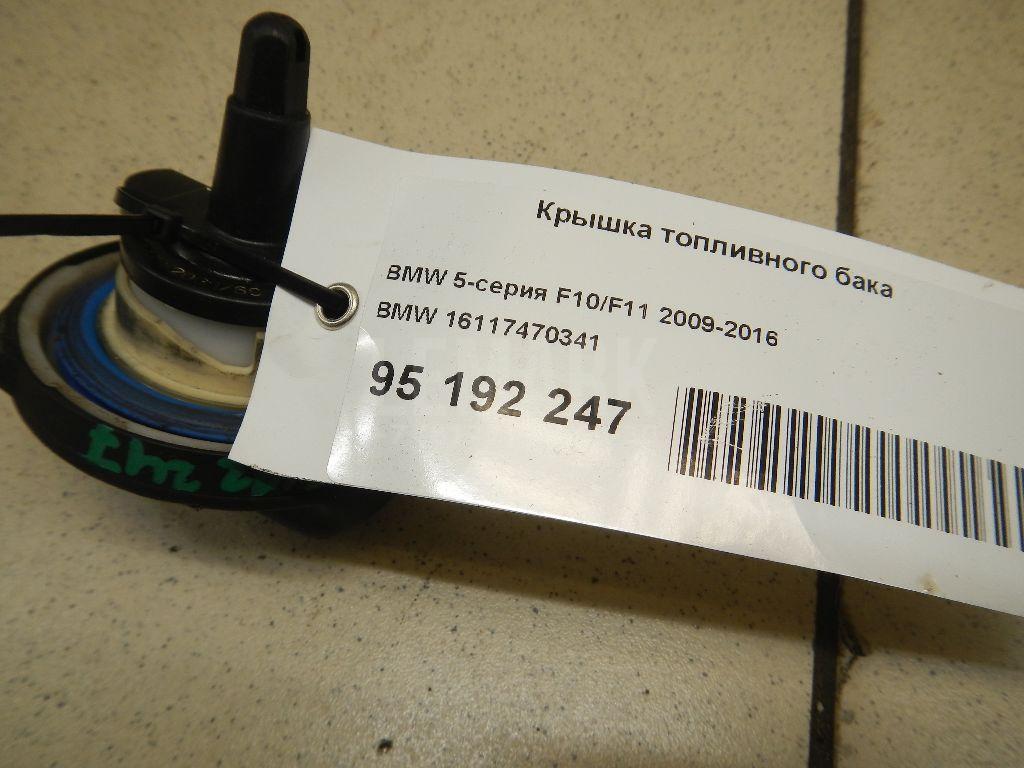 Крышка топливного бака
BMW 5-серия F10/F11 2009-2016
BMW 16117470341
95 192 247